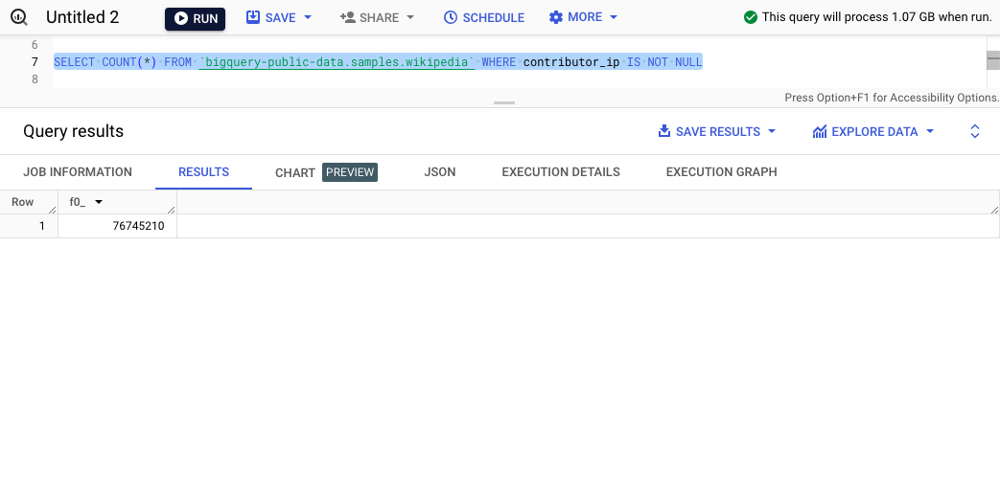 Untitled 2 RUN SAVE SHARE SCHEDULE MORE This query will process 1.07 GB when run.
6
7 SELECT COUNT(*) FROM `bigquery-public-data.samples.wikipedia` WHERE contributor_ip IS NOT NULL
8
Press Option+F1 for Accessibility Options.
Query results SAVE RESULTS EXPLORE DATA
JOB INFORMATION RESULTS CHART PREVIEW JSON EXECUTION DETAILS EXECUTION GRAPH
Row f0_
1 76745210